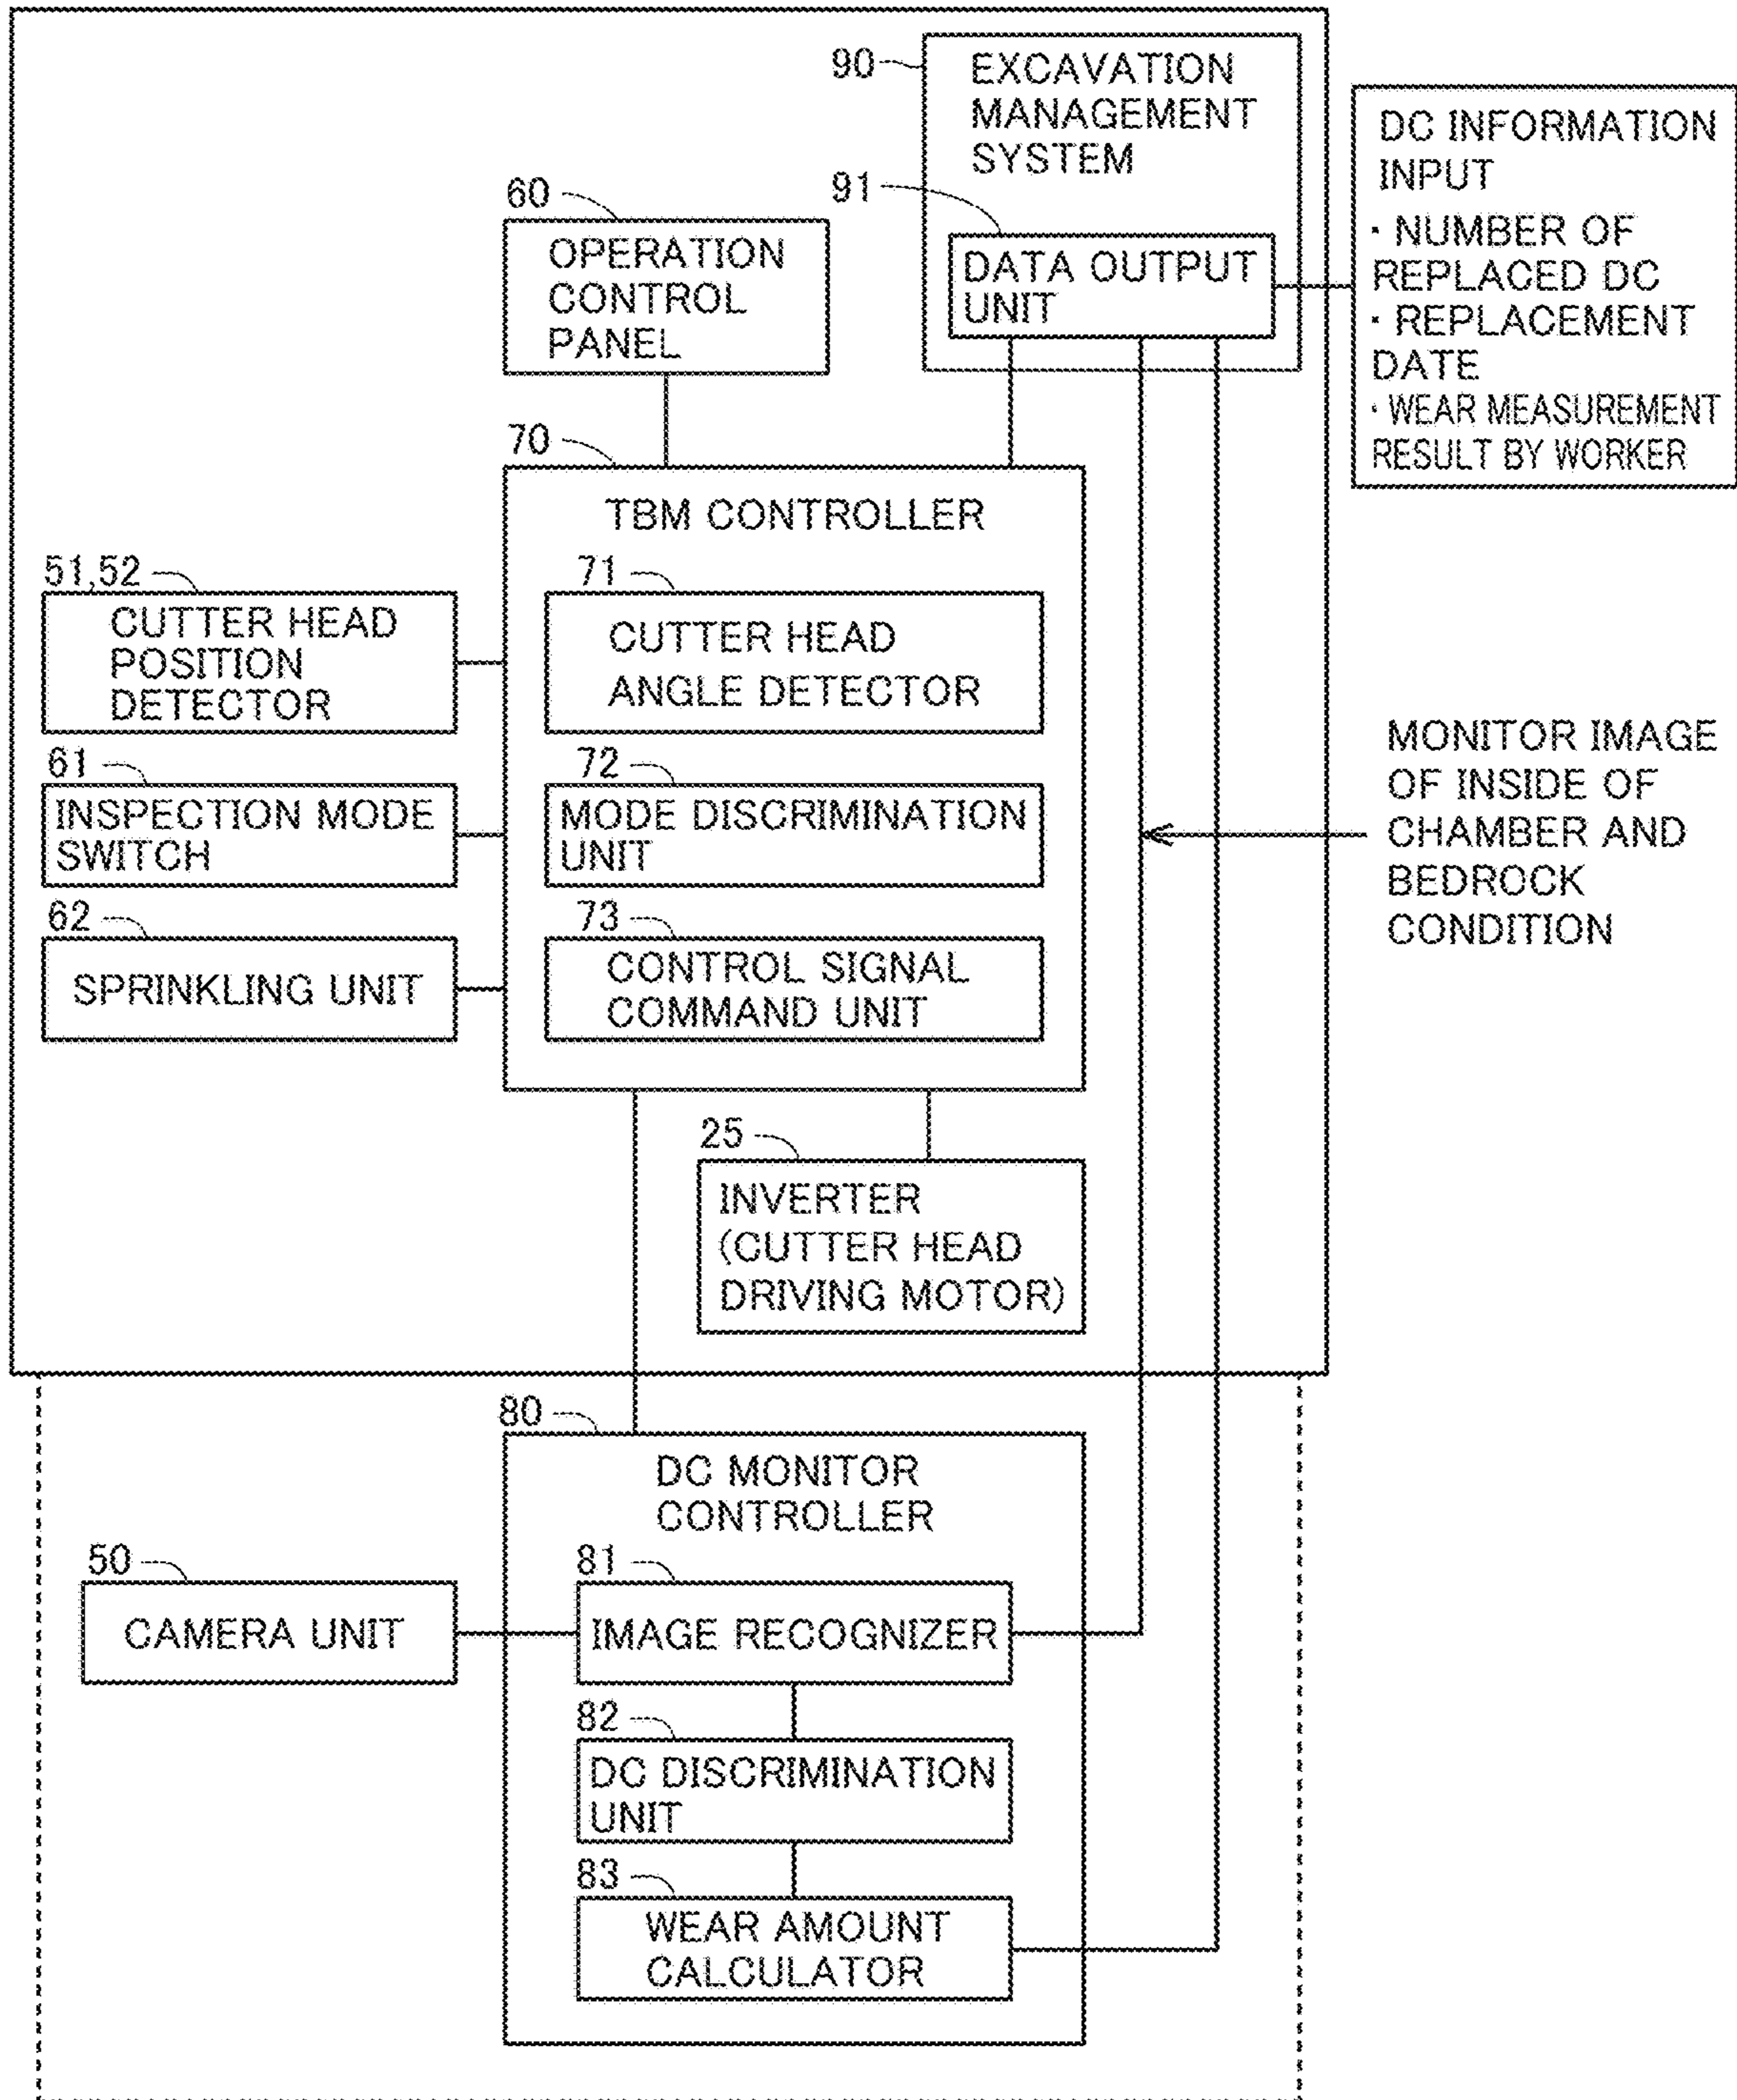 90
EXCAVATION
MANAGEMENT
SYSTEM
91
DATA OUTPUT
UNIT
DC INFORMATION
INPUT
・NUMBER OF
REPLACED DC
・REPLACEMENT
DATE
・WEAR MEASUREMENT
RESULT BY WORKER
60
OPERATION
CONTROL
PANEL
70
TBM CONTROLLER
51,52
CUTTER HEAD
POSITION
DETECTOR
71
CUTTER HEAD
ANGLE DETECTOR
61
INSPECTION MODE
SWITCH
72
MODE DISCRIMINATION
UNIT
62
SPRINKLING UNIT
73
CONTROL SIGNAL
COMMAND UNIT
MONITOR IMAGE
OF INSIDE OF
CHAMBER AND
BEDROCK
CONDITION
25
INVERTER
(CUTTER HEAD
DRIVING MOTOR)
80
DC MONITOR
CONTROLLER
50
CAMERA UNIT
81
IMAGE RECOGNIZER
82
DC DISCRIMINATION
UNIT
83
WEAR AMOUNT
CALCULATOR